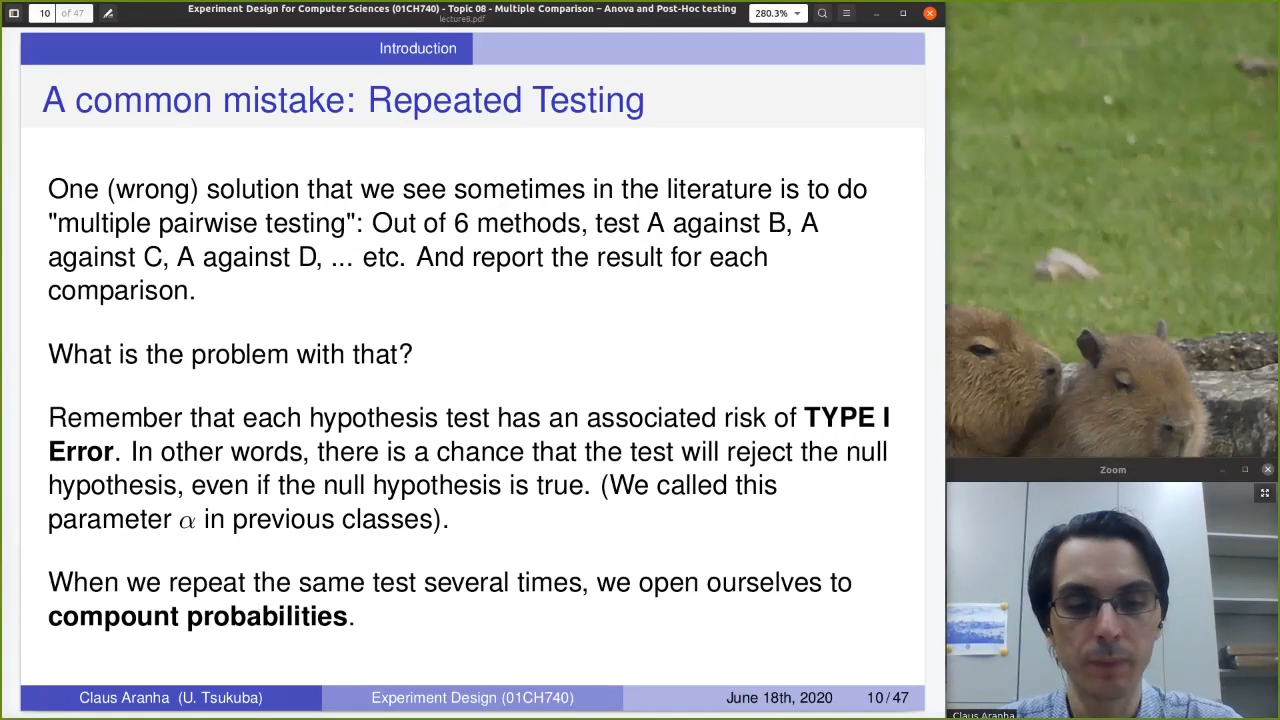 10 of 47
Experiment Design for Computer Sciences (01CH740) - Topic 08 - Multiple Comparison – Anova and Post-Hoc testing
lecture8.pdf
280.3%
Introduction
A common mistake: Repeated Testing
One (wrong) solution that we see sometimes in the literature is to do
"multiple pairwise testing": Out of 6 methods, test A against B, A
against C, A against D, ... etc. And report the result for each
comparison.
What is the problem with that?
Remember that each hypothesis test has an associated risk of TYPE I
Error. In other words, there is a chance that the test will reject the null
hypothesis, even if the null hypothesis is true. (We called this
parameter α in previous classes).
When we repeat the same test several times, we open ourselves to
compount probabilities.
Claus Aranha (U. Tsukuba)
Experiment Design (01CH740)
June 18th, 2020
10 / 47
Zoom
Claus Aranha